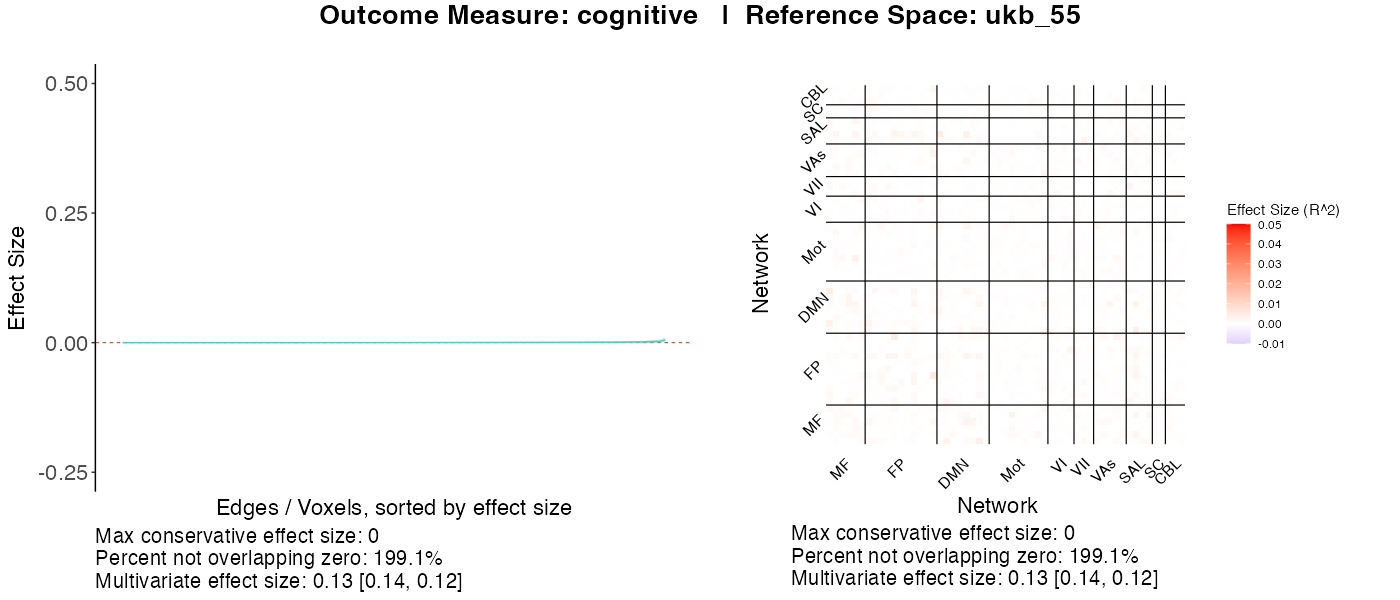 Outcome Measure: cognitive | Reference Space: ukb_55
0.50
0.25
0.00
-0.25
Effect Size
Edges / Voxels, sorted by effect size
Max conservative effect size: 0
Percent not overlapping zero: 199.1%
Multivariate effect size: 0.13 [0.14, 0.12]
CBL
SC
SAL
VAs
VII
VI
Mot
DMN
FP
MF
Network
MF FP DMN Mot VI VII VAs SAL SC CBL
Network
Max conservative effect size: 0
Percent not overlapping zero: 199.1%
Multivariate effect size: 0.13 [0.14, 0.12]
Effect Size (R^2)
0.05
0.04
0.03
0.02
0.01
0.00
-0.01